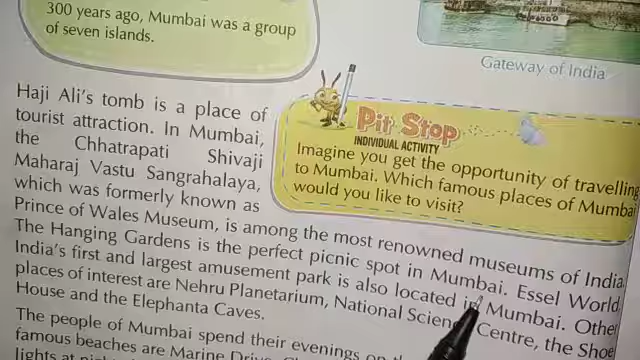 300 years ago, Mumbai was a group
of seven islands.
Gateway of India
Haji Ali's tomb is a place of
tourist attraction. In Mumbai,
the Chhatrapati Shivaji
Maharaj Vastu Sangrahalaya,
which was formerly known as
Prince of Wales Museum, is among the most renowned museums of India.
The Hanging Gardens is the perfect picnic spot in Mumbai. Essel World
India's first and largest amusement park is also located in Mumbai. Other
places of interest are Nehru Planetarium, National Science Centre, the Shoe
House and the Elephanta Caves.
Pit Stop
INDIVIDUAL ACTIVITY
Imagine you get the opportunity of travelling
to Mumbai. Which famous places of Mumbai
would you like to visit?
The people of Mumbai spend their evenings on
famous beaches are Marine
lights at